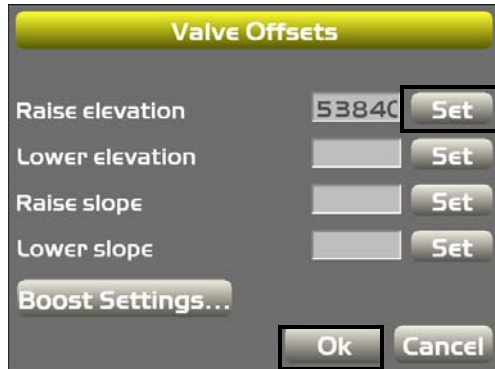 Valve Offsets
Raise elevation 53840 Set
Lower elevation Set
Raise slope Set
Lower slope Set
Boost Settings...
Ok Cancel